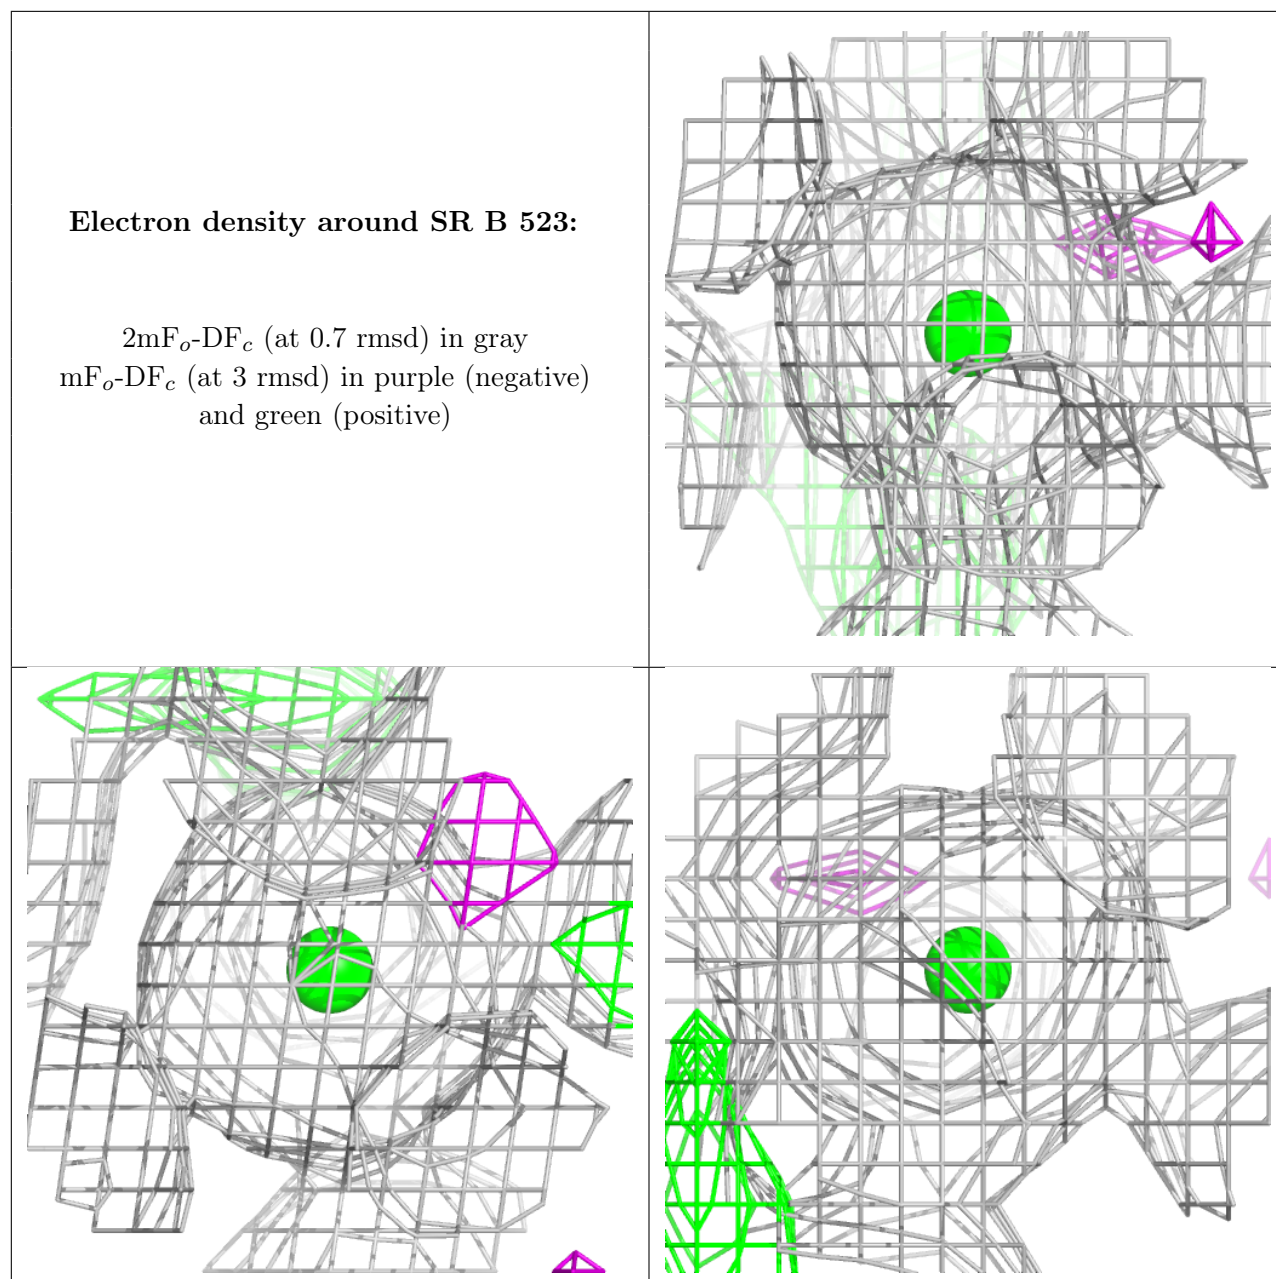 Electron density around SR B 523:
2mFo-DFc (at 0.7 rmsd) in gray
mFo-DFc (at 3 rmsd) in purple (negative)
and green (positive)